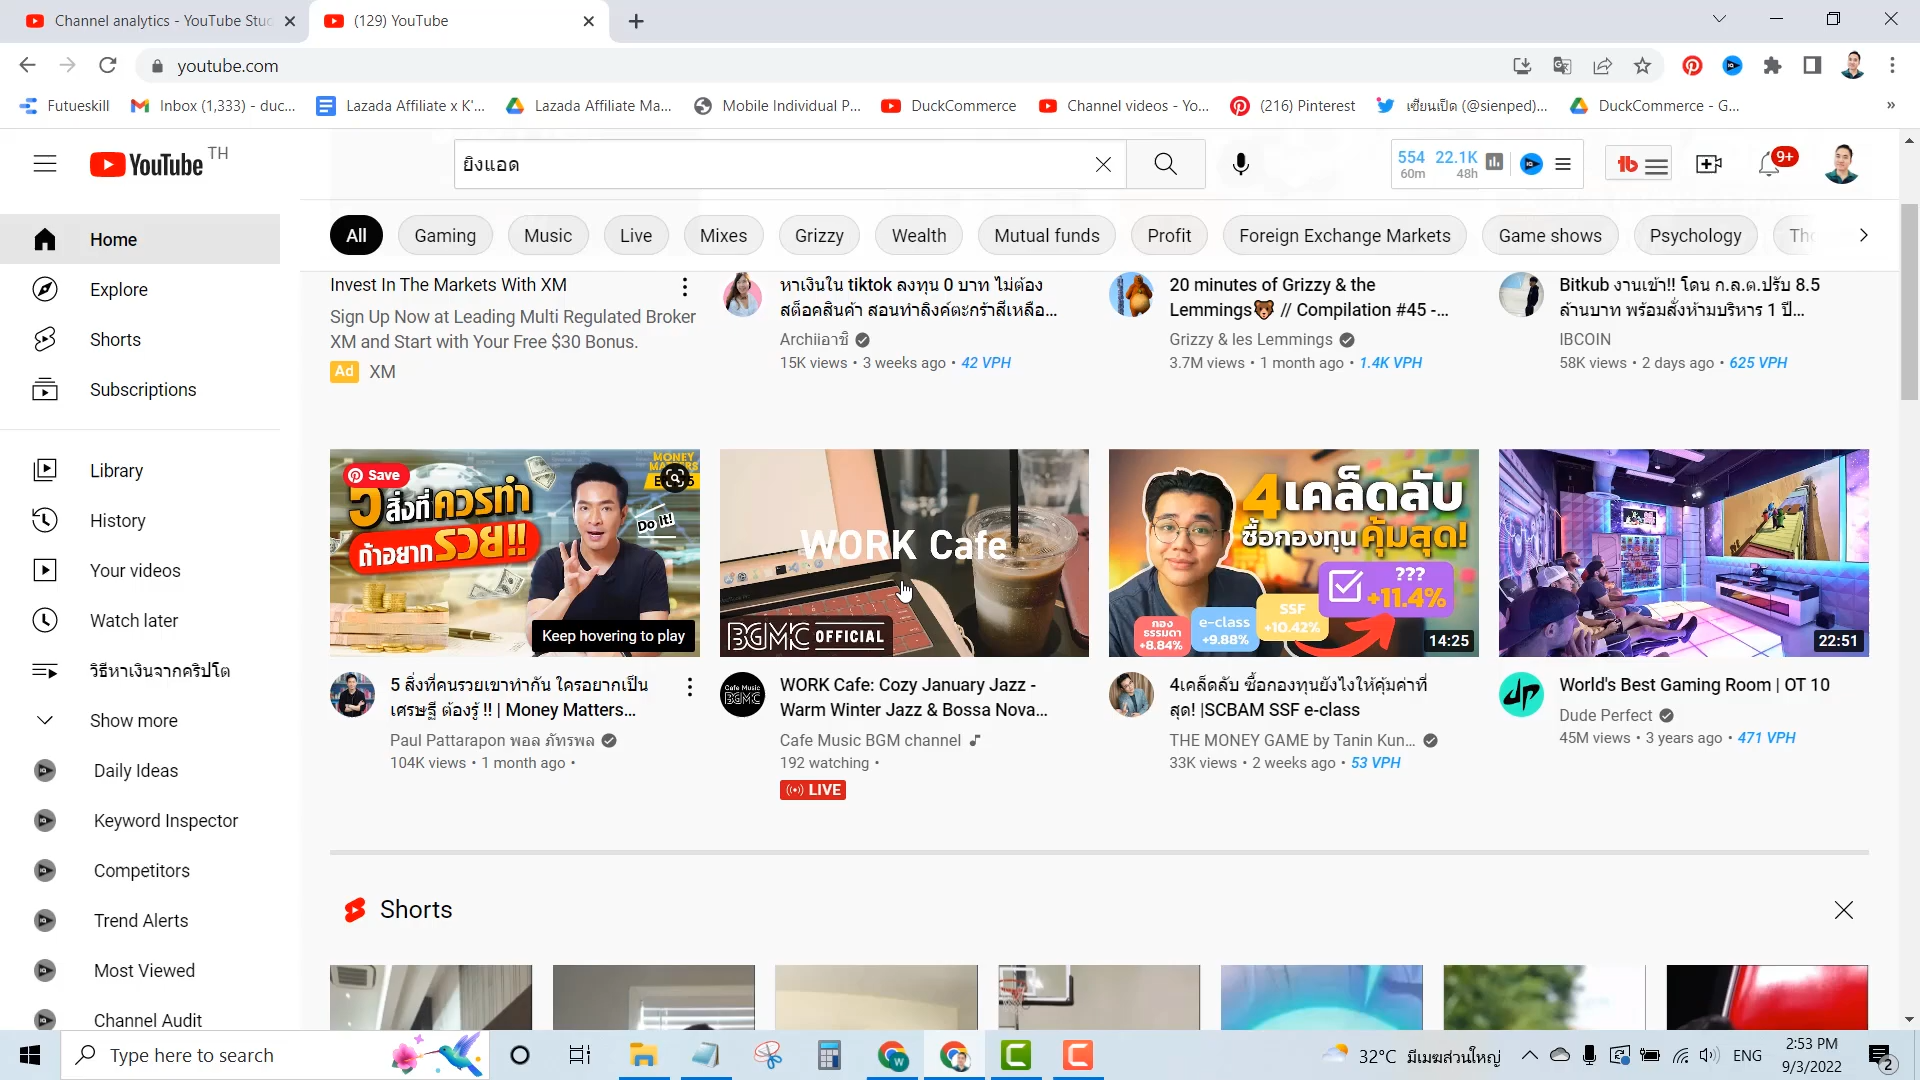 Channel analytics - YouTube Stud
(129) YouTube
youtube.com
Futueskill
Inbox (1,333) - duc...
Lazada Affiliate x K'...
Lazada Affiliate Ma...
Mobile Individual P...
DuckCommerce
Channel videos - Yo...
(216) Pinterest
เซียนเป็ด (@sienped)...
DuckCommerce - G...
»
YouTube TH
ยิงแอด
554 60m
22.1K 48h
9+
Home
Explore
Shorts
Subscriptions
Library
History
Your videos
Watch later
วิธีหาเงินจากคริปโต
Show more
Daily Ideas
Keyword Inspector
Competitors
Trend Alerts
Most Viewed
Channel Audit
All
Gaming
Music
Live
Mixes
Grizzy
Wealth
Mutual funds
Profit
Foreign Exchange Markets
Game shows
Psychology
Invest In The Markets With XM
Sign Up Now at Leading Multi Regulated Broker
XM and Start with Your Free $30 Bonus.
Ad XM
หาเงินใน tiktok ลงทุน 0 บาท ไม่ต้อง
สต็อคสินค้า สอนทำลิงค์ตะกร้าสีเหลือ...
Archiiอาชิ
15K views • 3 weeks ago • 42 VPH
20 minutes of Grizzy & the
Lemmings🐻 // Compilation #45 -...
Grizzy & les Lemmings
3.7M views • 1 month ago • 1.4K VPH
Bitkub งานเข้า!! โดน ก.ล.ต.ปรับ 8.5
ล้านบาท พร้อมสั่งห้ามบริหาร 1 ปี...
IBCOIN
58K views • 2 days ago • 625 VPH
Save
MONEY
5 สิ่งที่ควรทำ
ถ้าอยากรวย!!
Do It!
Keep hovering to play
WORK Cafe
BGMC OFFICIAL
4เคล็ดลับ
ซื้อกองทุนคุ้มสุด!
???
+11.4%
SSF
+10.42%
e-class
+9.88%
กอง
ธรรมดา
+8.84%
14:25
22:51
5 สิ่งที่คนรวยเขาทำกัน ใครอยากเป็น
เศรษฐี ต้องรู้ !! | Money Matters...
Paul Pattarapon พอล ภัทรพล
104K views • 1 month ago •
Cafe Music
BGMC
WORK Cafe: Cozy January Jazz -
Warm Winter Jazz & Bossa Nova...
Cafe Music BGM channel
192 watching •
LIVE
4เคล็ดลับ ซื้อกองทุนยังไงให้คุ้มค่าที่
สุด! |SCBAM SSF e-class
THE MONEY GAME by Tanin Kun...
33K views • 2 weeks ago • 53 VPH
World's Best Gaming Room | OT 10
Dude Perfect
45M views • 3 years ago • 471 VPH
Shorts
Type here to search
32°C มีเมฆส่วนใหญ่
ENG
2:53 PM
9/3/2022
2